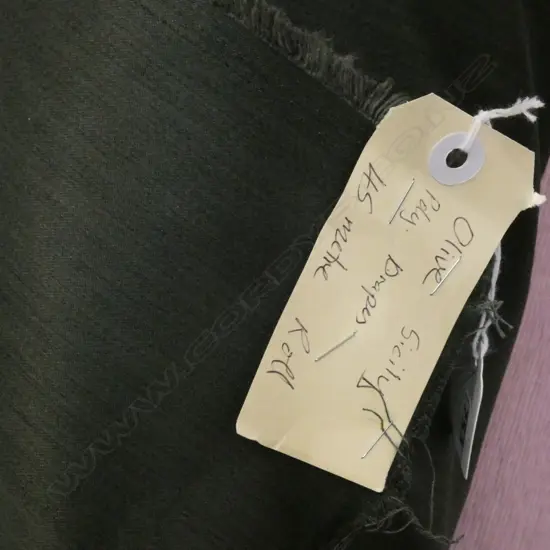 Olive Sicily
Poly. Drapes
45 metre Roll